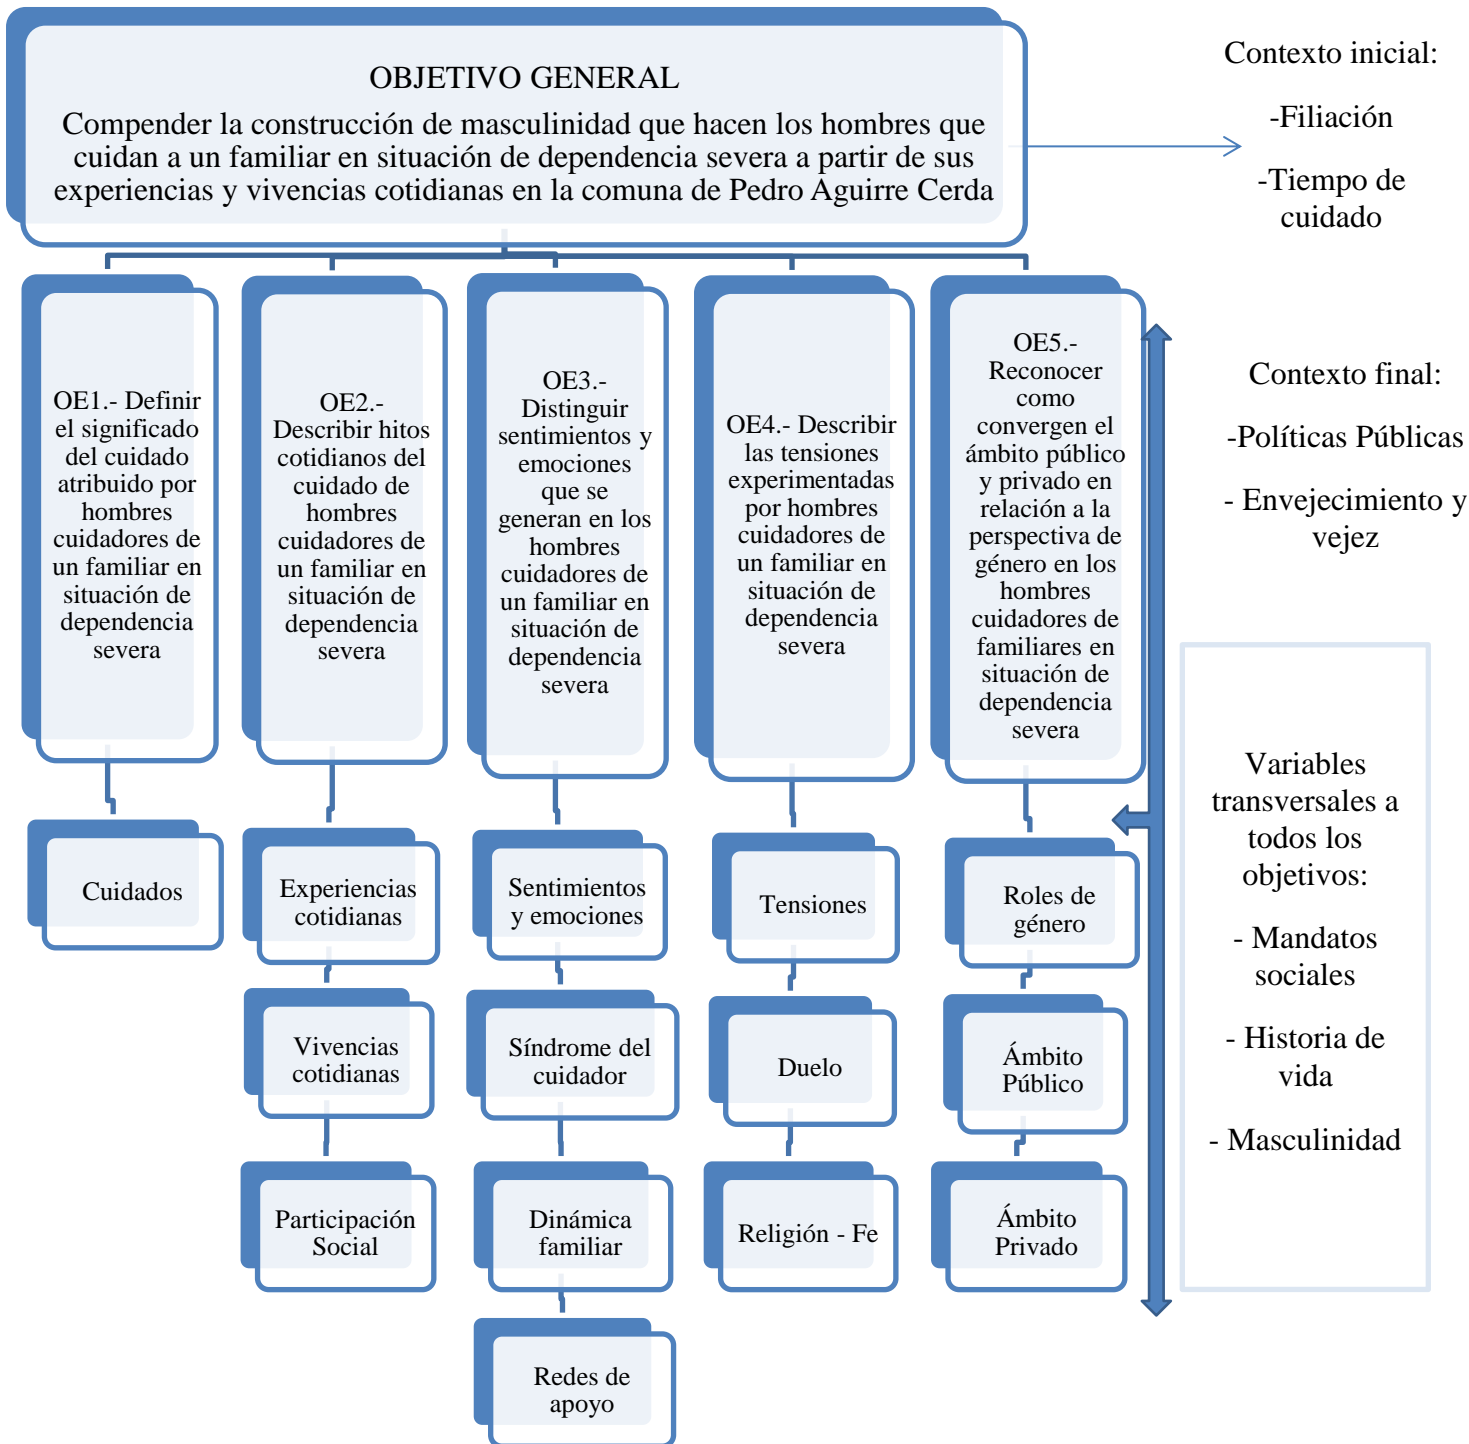 OBJETIVO GENERAL
Compender la construcción de masculinidad que hacen los hombres que
cuidan a un familiar en situación de dependencia severa a partir de sus
experiencias y vivencias cotidianas en la comuna de Pedro Aguirre Cerda
Contexto inicial:
-Filiación
-Tiempo de
cuidado
OE1.- Definir
el significado
del cuidado
atribuido por
hombres
cuidadores de
un familiar en
situación de
dependencia
severa
OE2.-
Describir hitos
cotidianos del
cuidado de
hombres
cuidadores de
un familiar en
situación de
dependencia
severa
OE3.-
Distinguir
sentimientos y
emociones
que se
generan en los
hombres
cuidadores de
un familiar en
situación de
dependencia
severa
OE4.- Describir
las tensiones
experimentadas
por hombres
cuidadores de
un familiar en
situación de
dependencia
severa
OE5.-
Reconocer
como
convergen el
ámbito público
y privado en
relación a la
perspectiva de
género en los
hombres
cuidadores de
familiares en
situación de
dependencia
severa
Contexto final:
-Políticas Públicas
- Envejecimiento y
vejez
Cuidados
Experiencias
cotidianas
Vivencias
cotidianas
Participación
Social
Sentimientos
y emociones
Síndrome del
cuidador
Dinámica
familiar
Redes de
apoyo
Tensiones
Duelo
Religión - Fe
Roles de
género
Ámbito
Público
Ámbito
Privado
Variables
transversales a
todos los
objetivos:
- Mandatos
sociales
- Historia de
vida
- Masculinidad